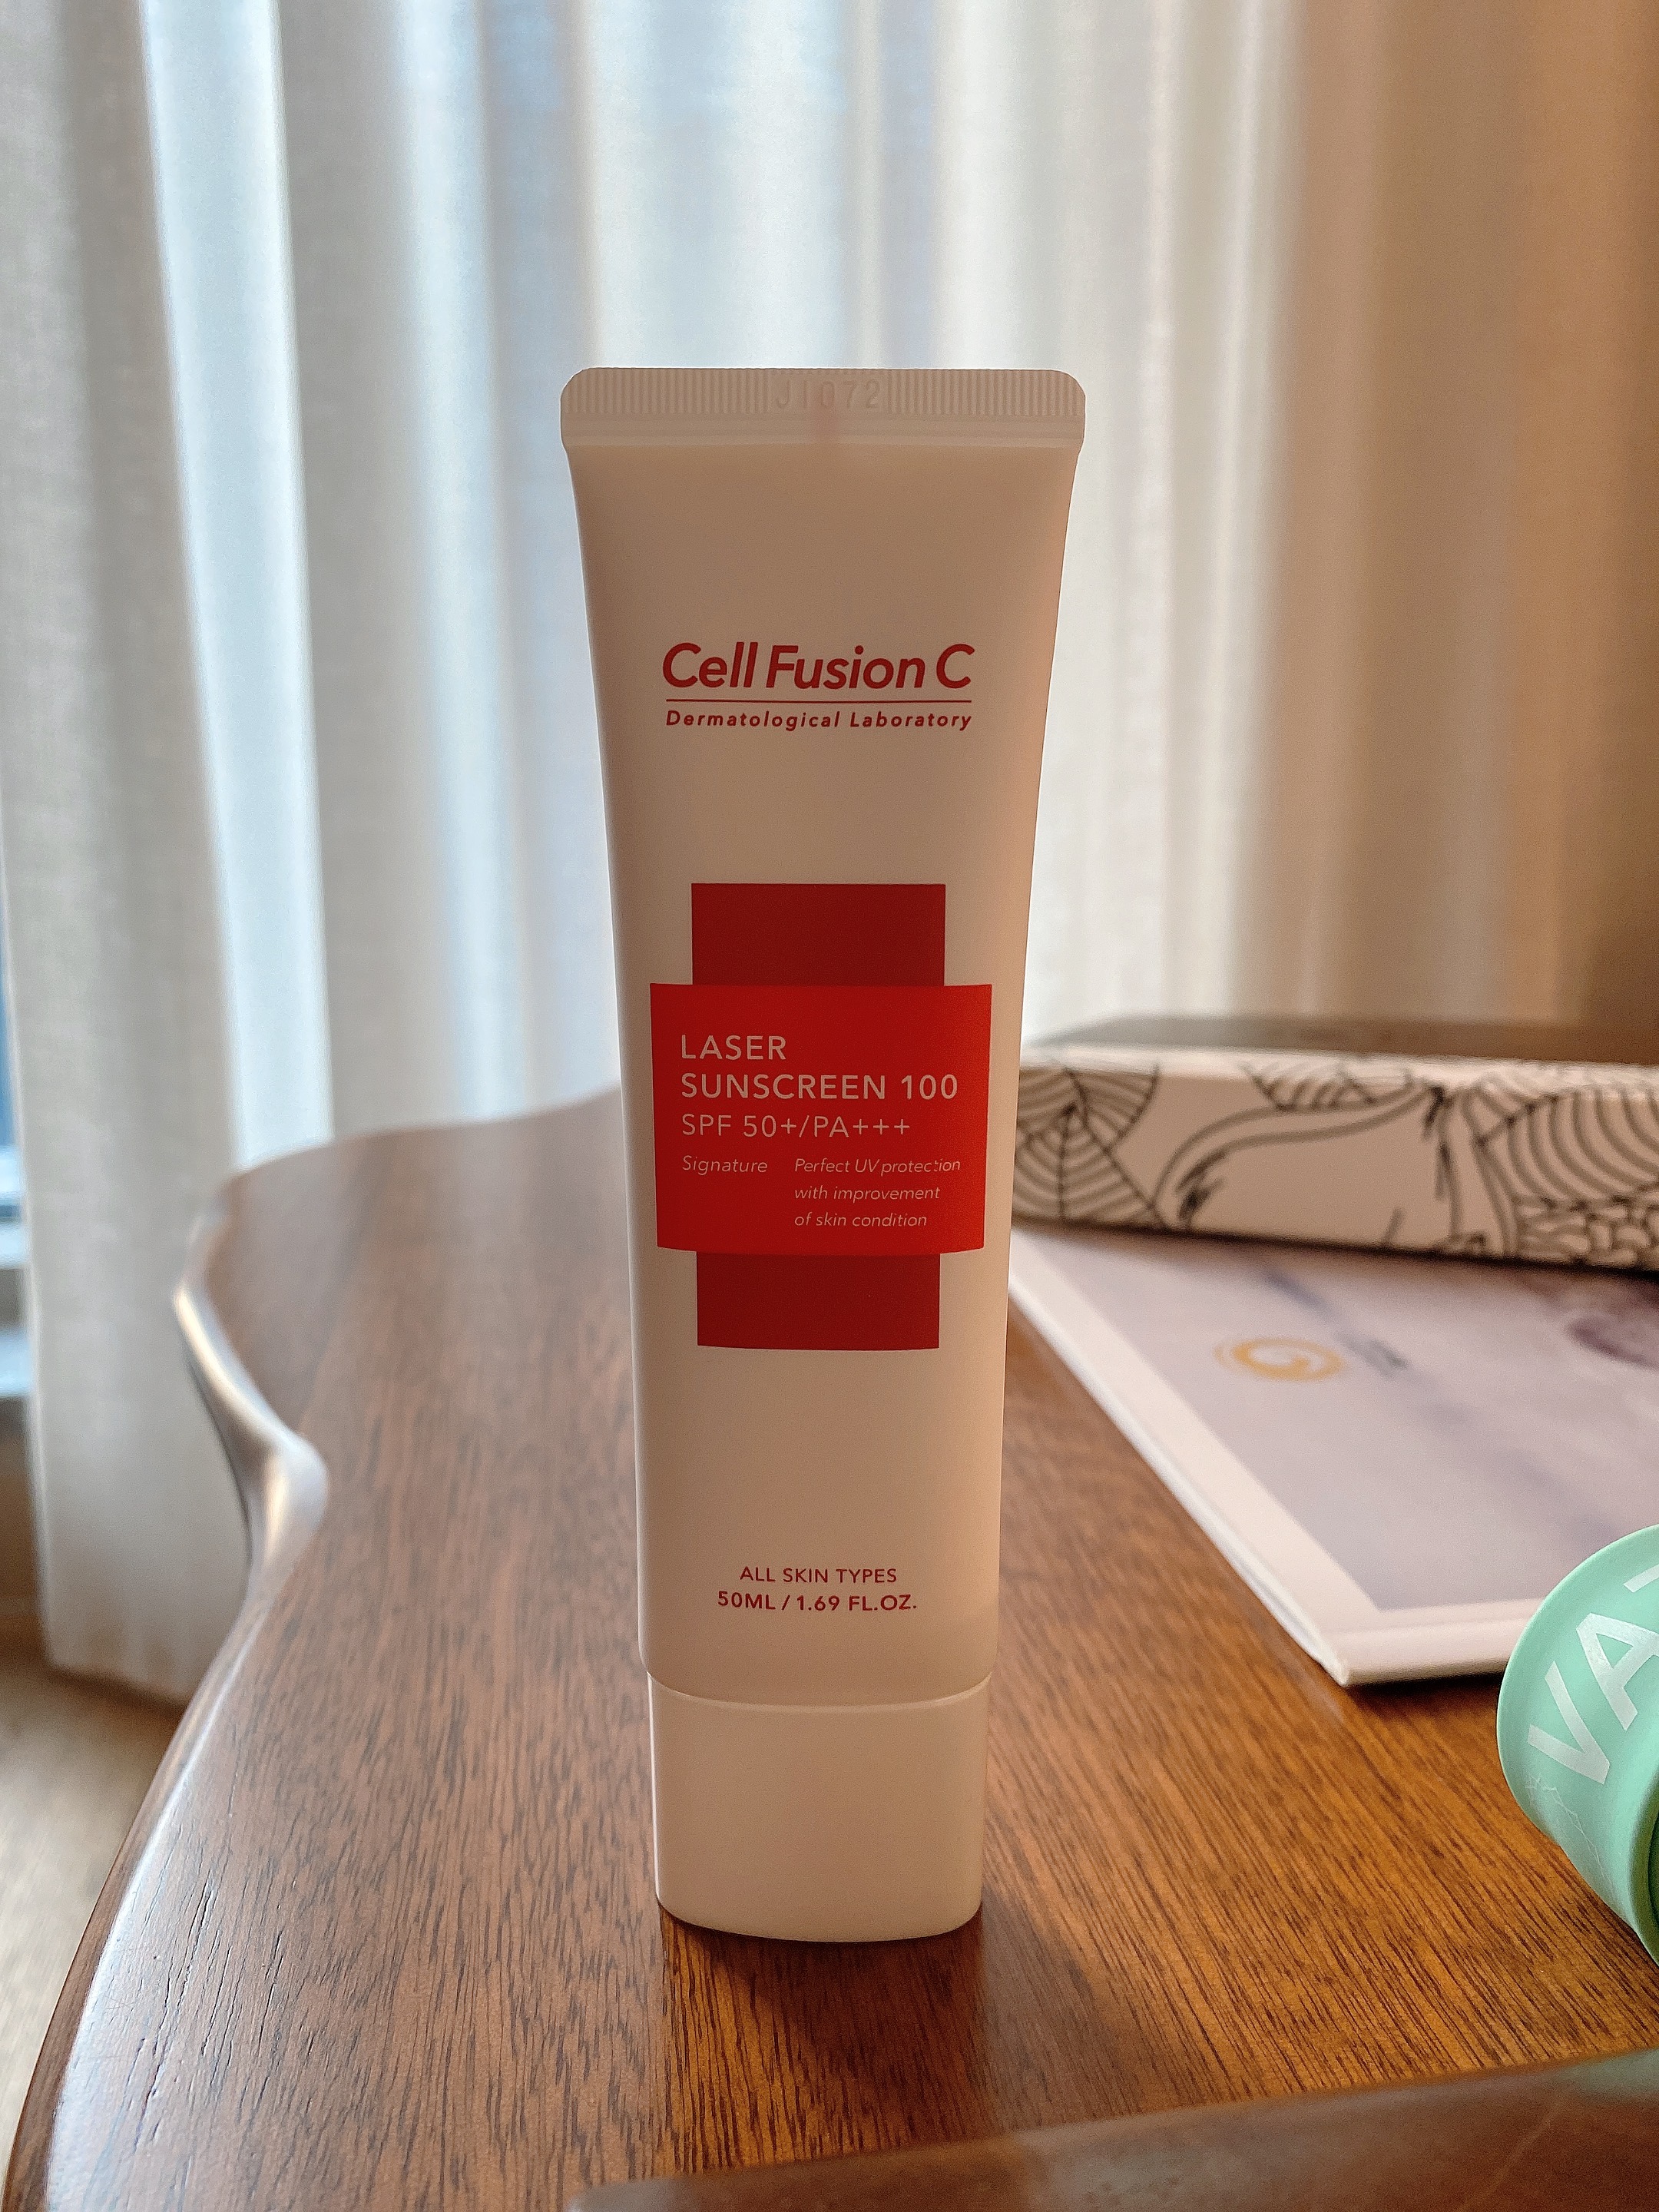 J1072
Cell Fusion C
Dermatological Laboratory
LASER
SUNSCREEN 100
SPF 50+/PA+++
Signature Perfect UV protection
with improvement
of skin condition
ALL SKIN TYPES
50ML / 1.69 FL.OZ.